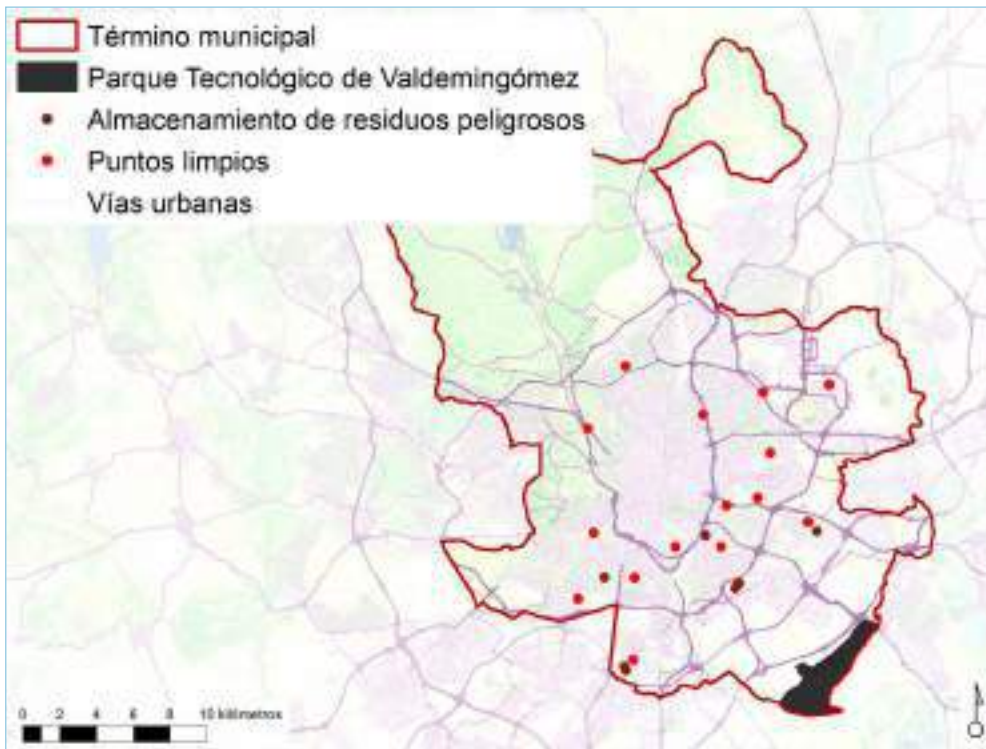 Término municipal
Parque Tecnológico de Valdemingómez
Almacenamiento de residuos peligrosos
Puntos limpios
Vías urbanas
0 2 4 6 8 10 kilómetros